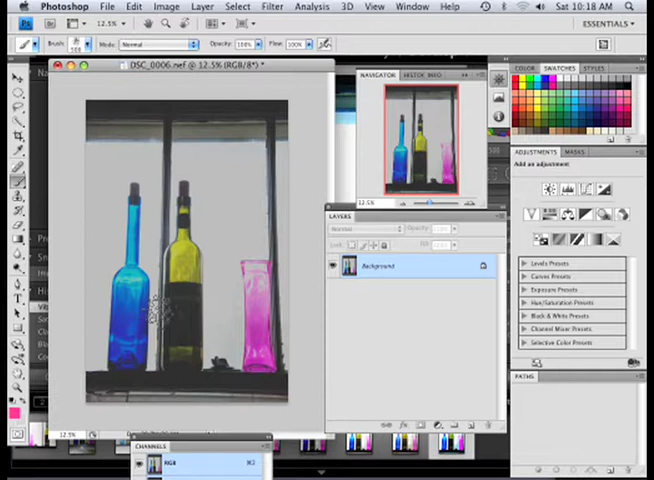 Photoshop File Edit Image Layer Select Filter Analysis 3D View Window Help Sat 10:18 AM
12.5% ESSENTIALS
Brush: 500 Mode: Normal Opacity: 100% Flow: 100%
DSC_0006.nef @ 12.5% (RGB/8*) *
NAVIGATOR INFO
COLOR SWATCHES STYLES
12.5%
ADJUSTMENTS MASKS
Add an adjustment
LAYERS
Normal Opacity:
Lock: Fill:
Background
Levels Presets
Curves Presets
Exposure Presets
Hue/Saturation Presets
Black & White Presets
Channel Mixer Presets
Selective Color Presets
PATHS
12.5%
CHANNELS
RGB